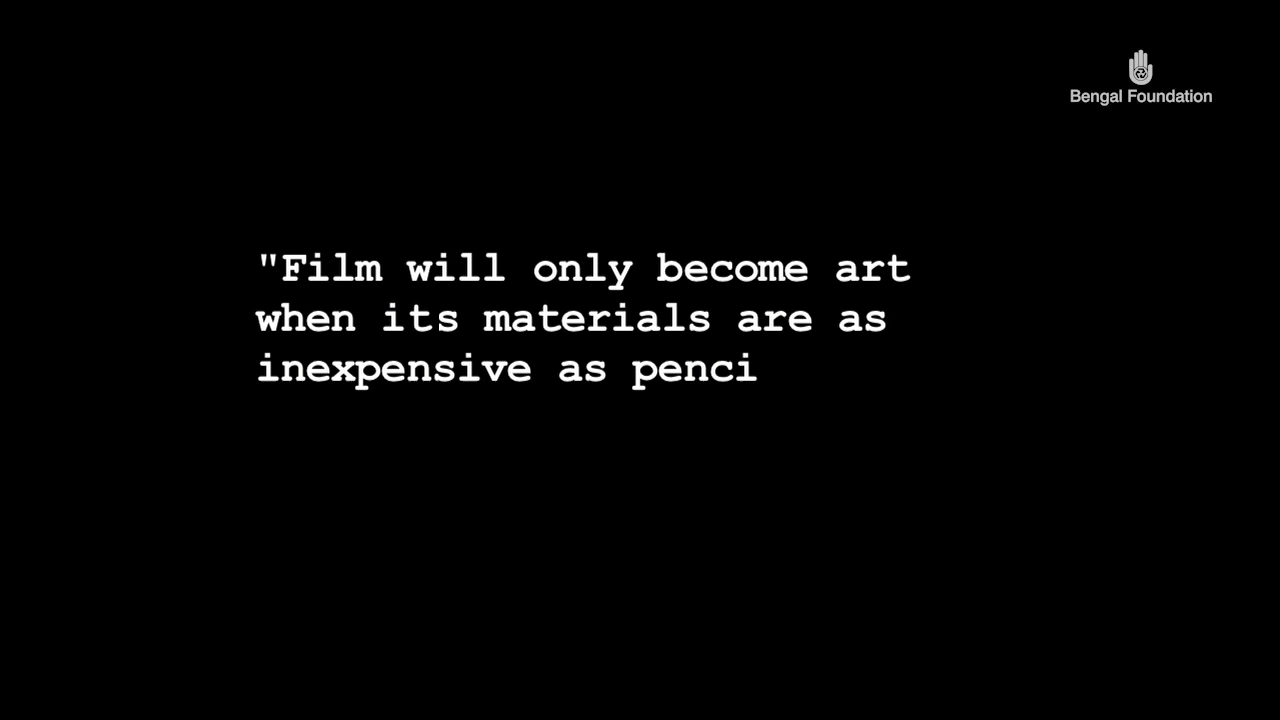 Bengal Foundation
"Film will only become art
when its materials are as
inexpensive as penci